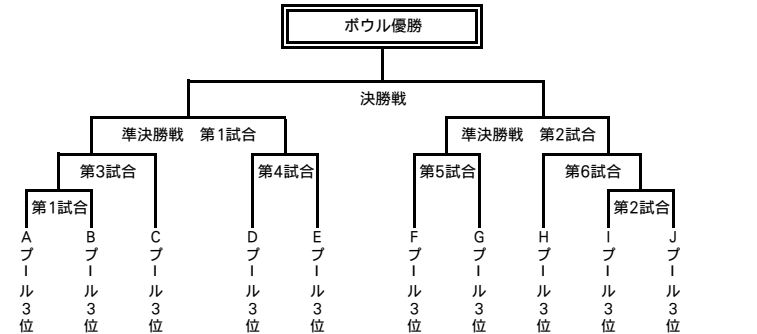 ボウル優勝
決勝戦
準決勝戦　第1試合
準決勝戦　第2試合
第3試合
第4試合
第5試合
第6試合
第1試合
第2試合
Aプール3位
Bプール3位
Cプール3位
Dプール3位
Eプール3位
Fプール3位
Gプール3位
Hプール3位
Iプール3位
Jプール3位